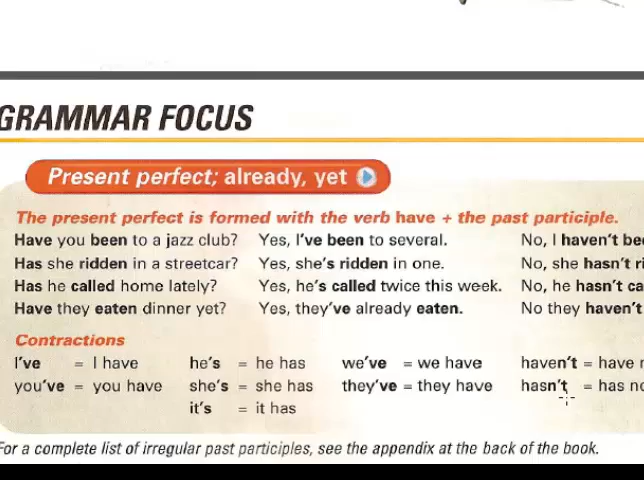 GRAMMAR FOCUS
Present perfect; already, yet
The present perfect is formed with the verb have + the past participle.
Have you been to a jazz club? Yes, I've been to several. No, I haven't
Has she ridden in a streetcar? Yes, she's ridden in one. No, she hasn't
Has he called home lately? Yes, he's called twice this week. No, he hasn't
Have they eaten dinner yet? Yes, they've already eaten. No they haven't
Contractions
I've = I have he's = he has we've = we have haven't = have
you've = you have she's = she has they've = they have hasn't = has
it's = it has
For a complete list of irregular past participles, see the appendix at the back of the book.